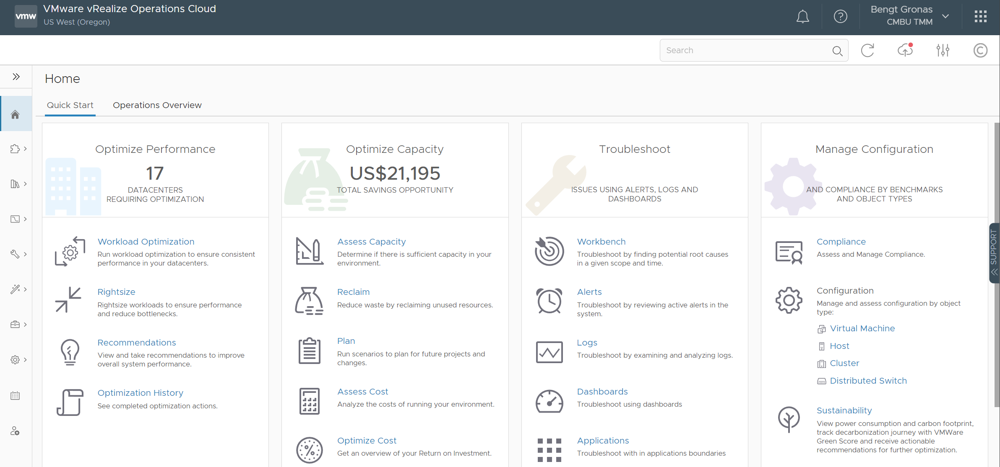 vmw
VMware vRealize Operations Cloud
US West (Oregon)
Bengt Gronas
CMBU TMM
Search
Home
Quick Start
Operations Overview
Optimize Performance
17
DATACENTERS
REQUIRING OPTIMIZATION
Workload Optimization
Run workload optimization to ensure consistent
performance in your datacenters.
Rightsize
Rightsize workloads to ensure performance
and reduce bottlenecks.
Recommendations
View and take recommendations to improve
overall system performance.
Optimization History
See completed optimization actions.
Optimize Capacity
US$21,195
TOTAL SAVINGS OPPORTUNITY
Assess Capacity
Determine if there is sufficient capacity in your
environment.
Reclaim
Reduce waste by reclaiming unused resources.
Plan
Run scenarios to plan for future projects and
changes.
Assess Cost
Analyze the costs of running your environment.
Optimize Cost
Get an overview of your Return on Investment.
Troubleshoot
ISSUES USING ALERTS, LOGS AND
DASHBOARDS
Workbench
Troubleshoot by finding potential root causes
in a given scope and time.
Alerts
Troubleshoot by reviewing active alerts in the
system.
Logs
Troubleshoot by examining and analyzing logs.
Dashboards
Troubleshoot using dashboards
Applications
Troubleshoot with in applications boundaries
Manage Configuration
AND COMPLIANCE BY BENCHMARKS
AND OBJECT TYPES
Compliance
Assess and Manage Compliance.
Configuration
Manage and assess configuration by object
type:
Virtual Machine
Host
Cluster
Distributed Switch
Sustainability
View power consumption and carbon footprint,
track decarbonization journey with VMWare
Green Score and receive actionable
recommendations for further optimization.
SUPPORT